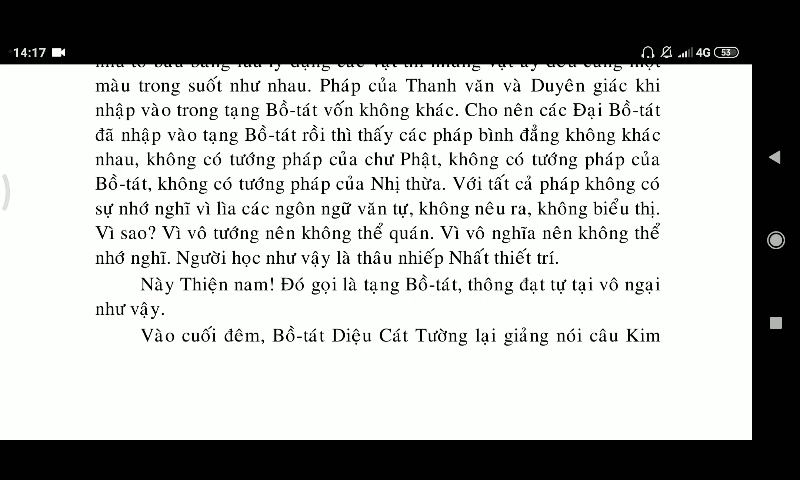 14:17
4G 53
màu trong suốt như nhau. Pháp của Thanh văn và Duyên giác khi
nhập vào trong tạng Bồ-tát vốn không khác. Cho nên các Đại Bồ-tát
đã nhập vào tạng Bồ-tát rồi thì thấy các pháp bình đẳng không khác
nhau, không có tướng pháp của chư Phật, không có tướng pháp của
Bồ-tát, không có tướng pháp của Nhị thừa. Với tất cả pháp không có
sự nhớ nghĩ vì lìa các ngôn ngữ văn tự, không nêu ra, không biểu thị.
Vì sao? Vì vô tướng nên không thể quán. Vì vô nghĩa nên không thể
nhớ nghĩ. Người học như vậy là thâu nhiếp Nhất thiết trí.
Này Thiện nam! Đó gọi là tạng Bồ-tát, thông đạt tự tại vô ngại
như vậy.
Vào cuối đêm, Bồ-tát Diệu Cát Tường lại giảng nói câu Kim